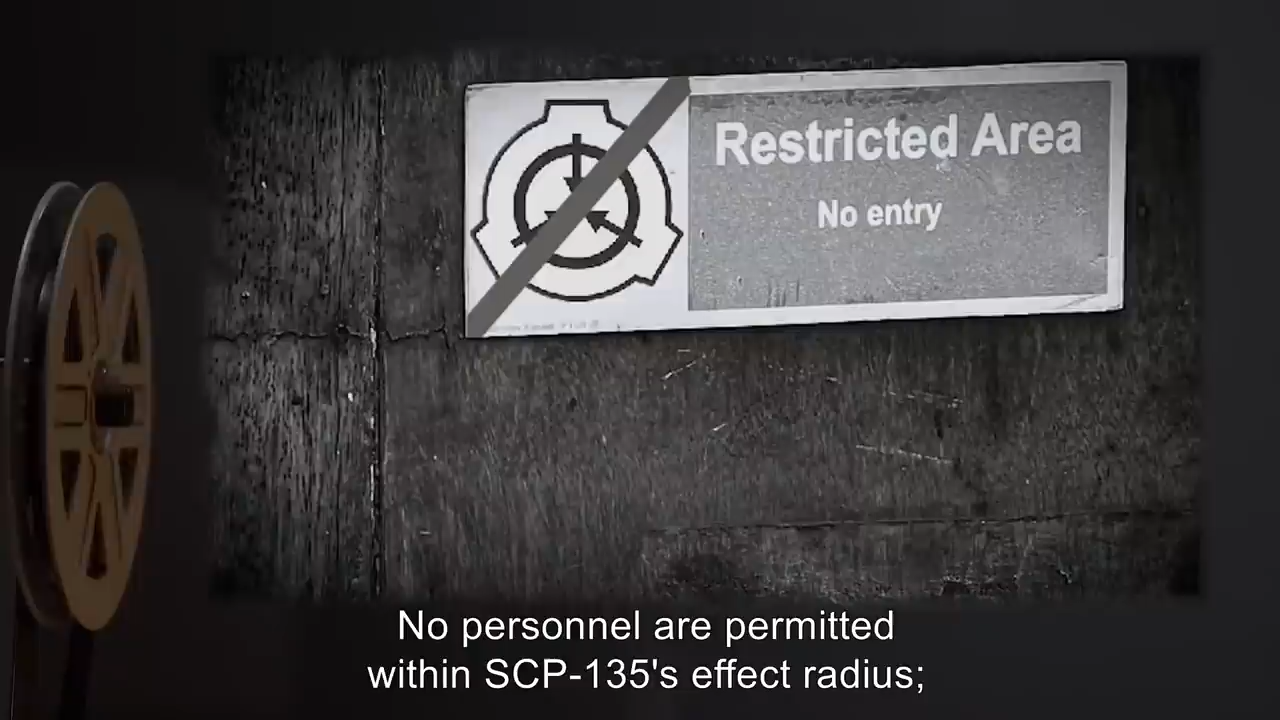 Restricted Area
No entry
No personnel are permitted
within SCP-135's effect radius;